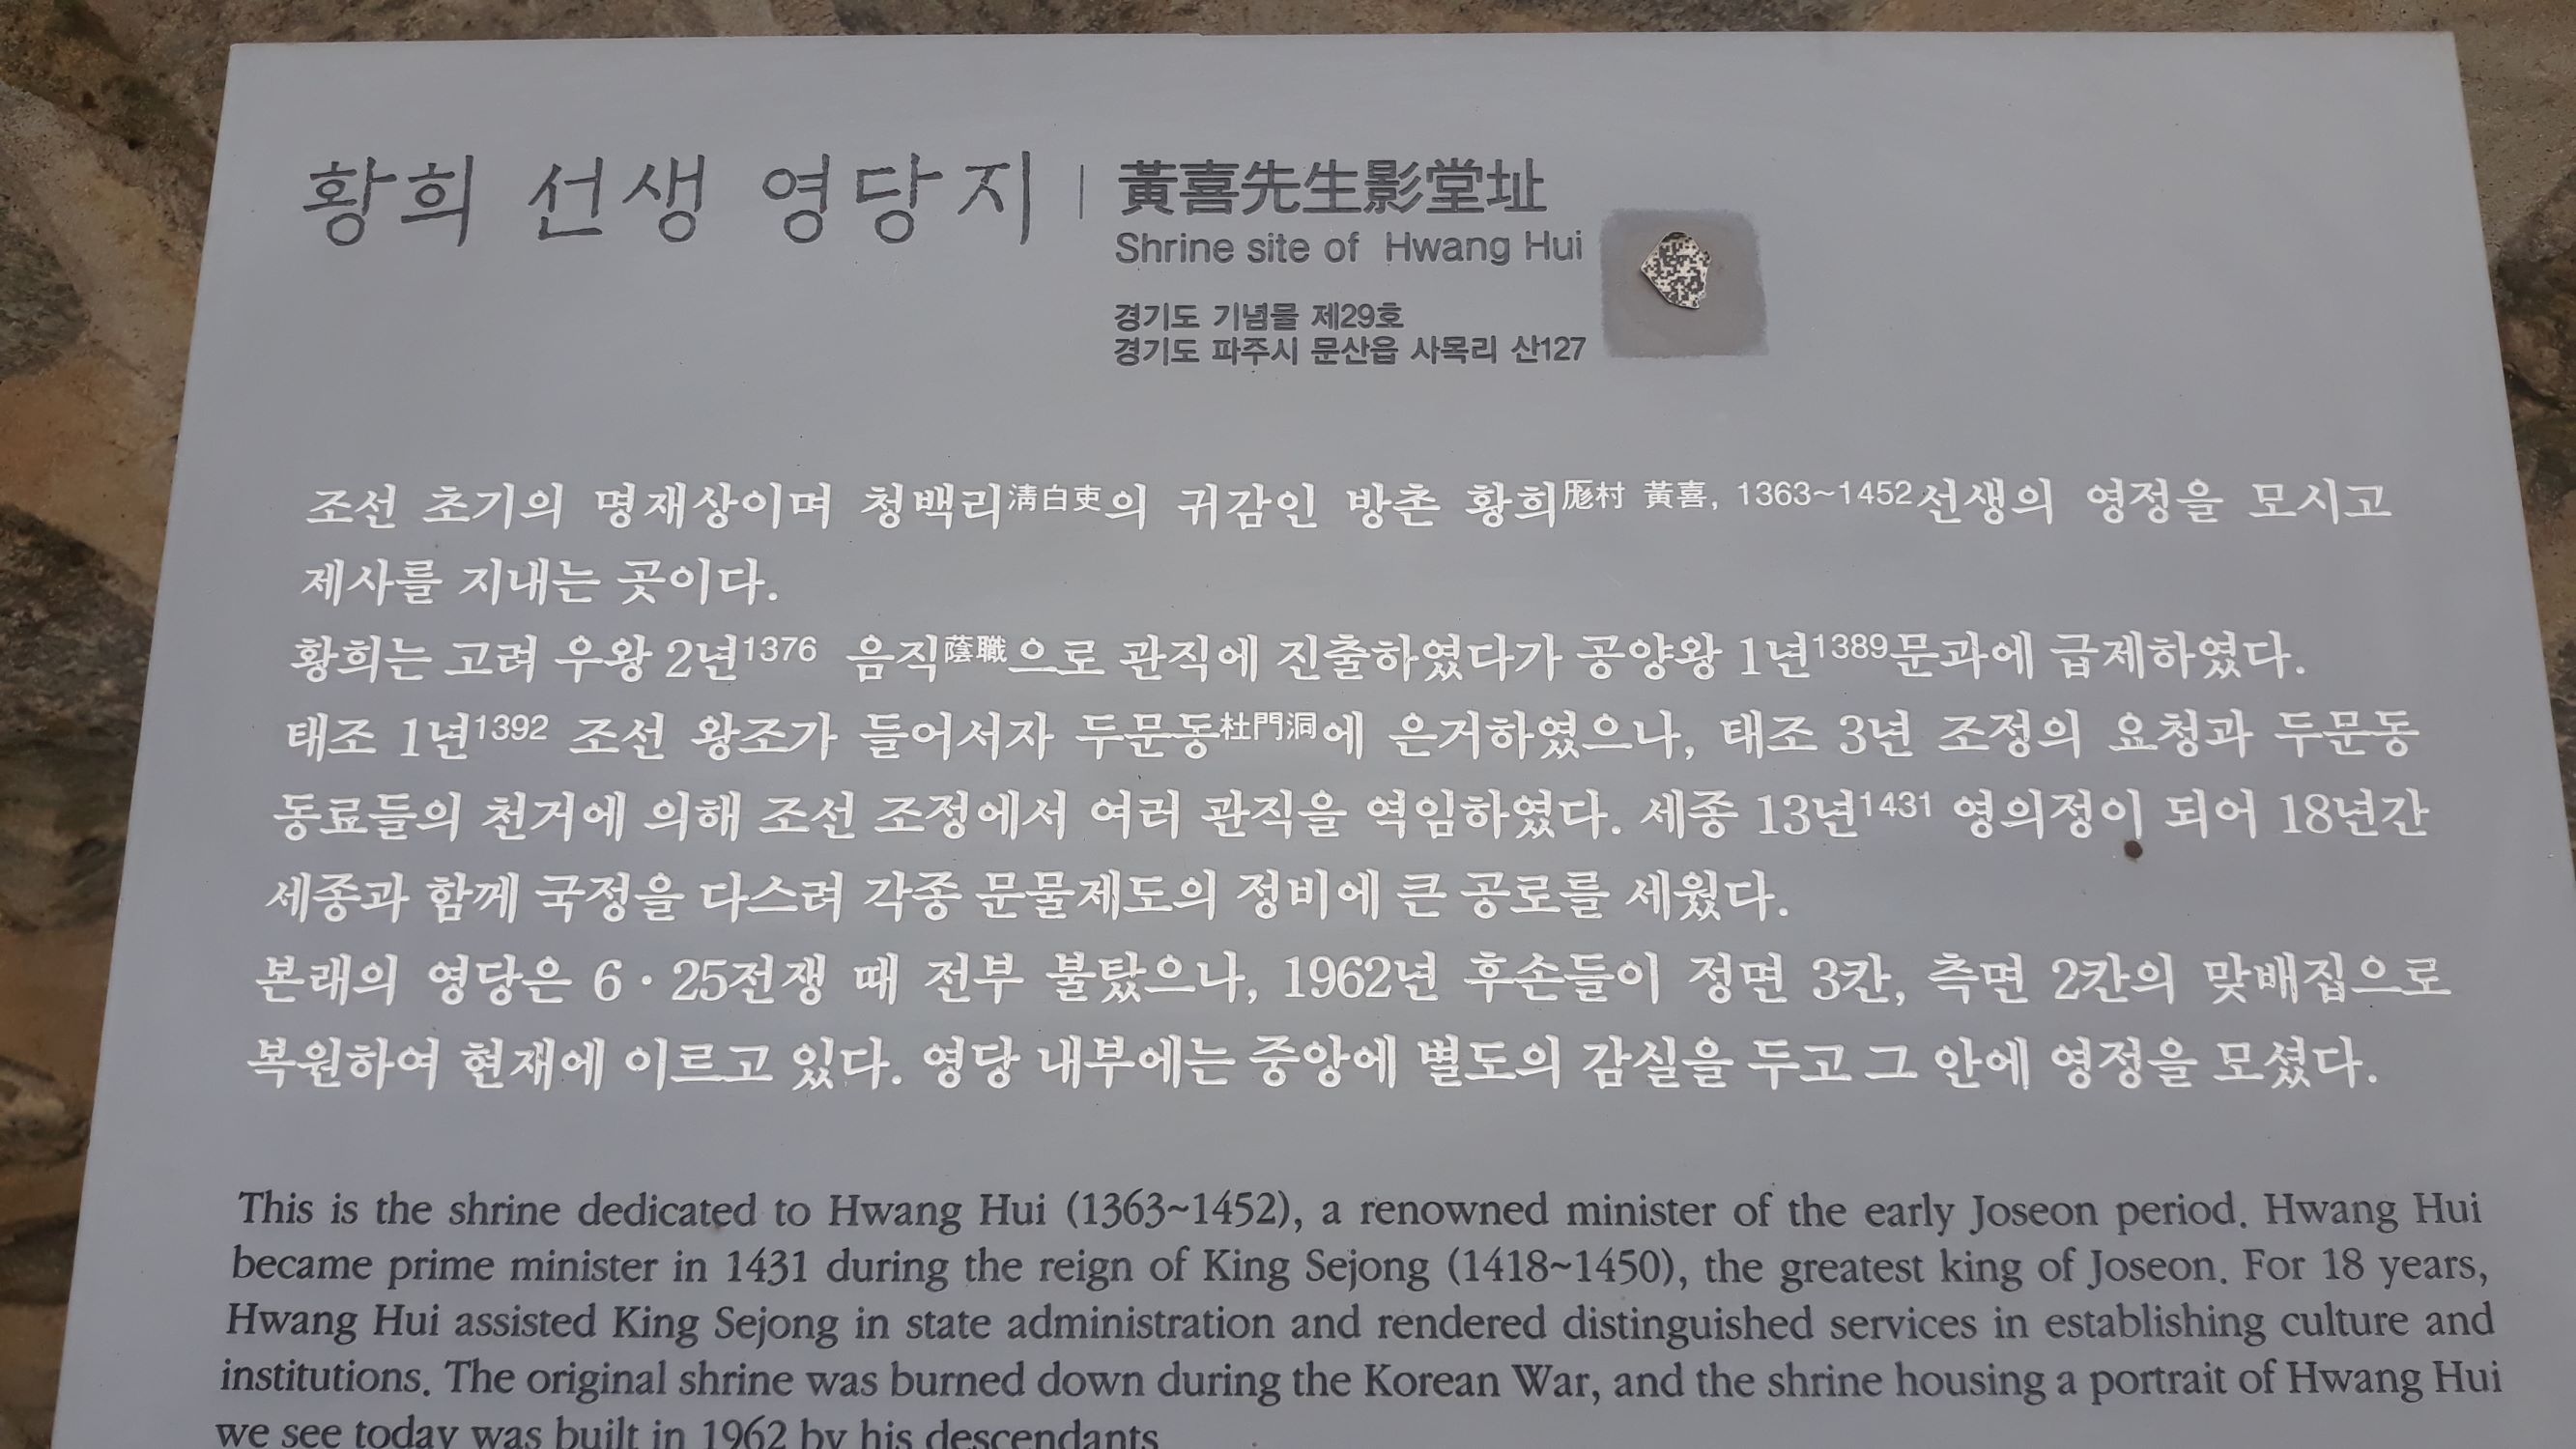 황희 선생 영당지 | 黃喜先生影堂址
Shrine site of Hwang Hui
경기도 기념물 제29호
경기도 파주시 문산읍 사목리 산127
조선 초기의 명재상이며 청백리淸白吏의 귀감인 방촌 황희厖村 黃喜, 1363~1452선생의 영정을 모시고
제사를 지내는 곳이다.
황희는 고려 우왕 2년1376 음직蔭職으로 관직에 진출하였다가 공양왕 1년1389문과에 급제하였다.
태조 1년1392 조선 왕조가 들어서자 두문동杜門洞에 은거하였으나, 태조 3년 조정의 요청과 두문동
동료들의 천거에 의해 조선 조정에서 여러 관직을 역임하였다. 세종 13년1431 영의정이 되어 18년간
세종과 함께 국정을 다스려 각종 문물제도의 정비에 큰 공로를 세웠다.
본래의 영당은 6·25전쟁 때 전부 불탔으나, 1962년 후손들이 정면 3칸, 측면 2칸의 맞배집으로
복원하여 현재에 이르고 있다. 영당 내부에는 중앙에 별도의 감실을 두고 그 안에 영정을 모셨다.
This is the shrine dedicated to Hwang Hui (1363~1452), a renowned minister of the early Joseon period. Hwang Hui
became prime minister in 1431 during the reign of King Sejong (1418~1450), the greatest king of Joseon. For 18 years,
Hwang Hui assisted King Sejong in state administration and rendered distinguished services in establishing culture and
institutions. The original shrine was burned down during the Korean War, and the shrine housing a portrait of Hwang Hui
we see today was built in 1962 by his descendants